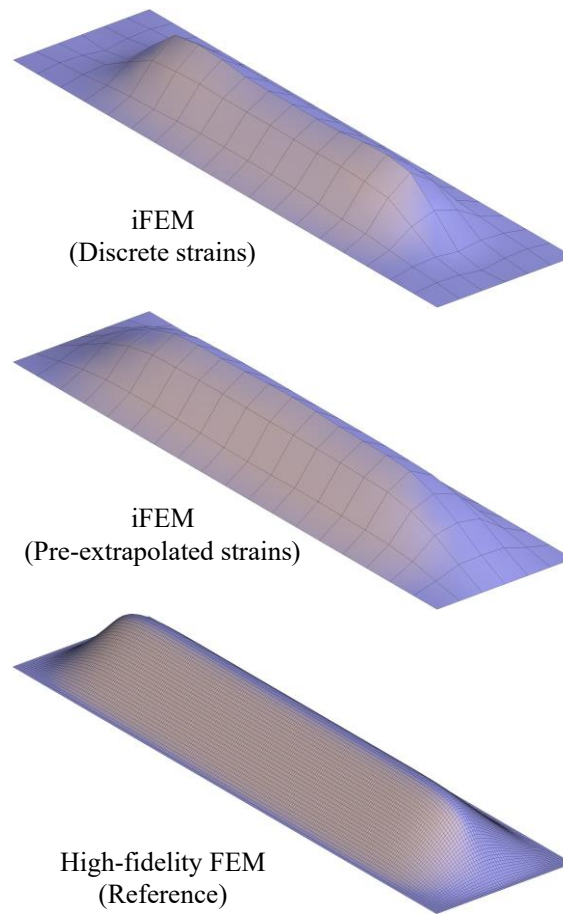 iFEM
(Discrete strains)
iFEM
(Pre-extrapolated strains)
High-fidelity FEM
(Reference)